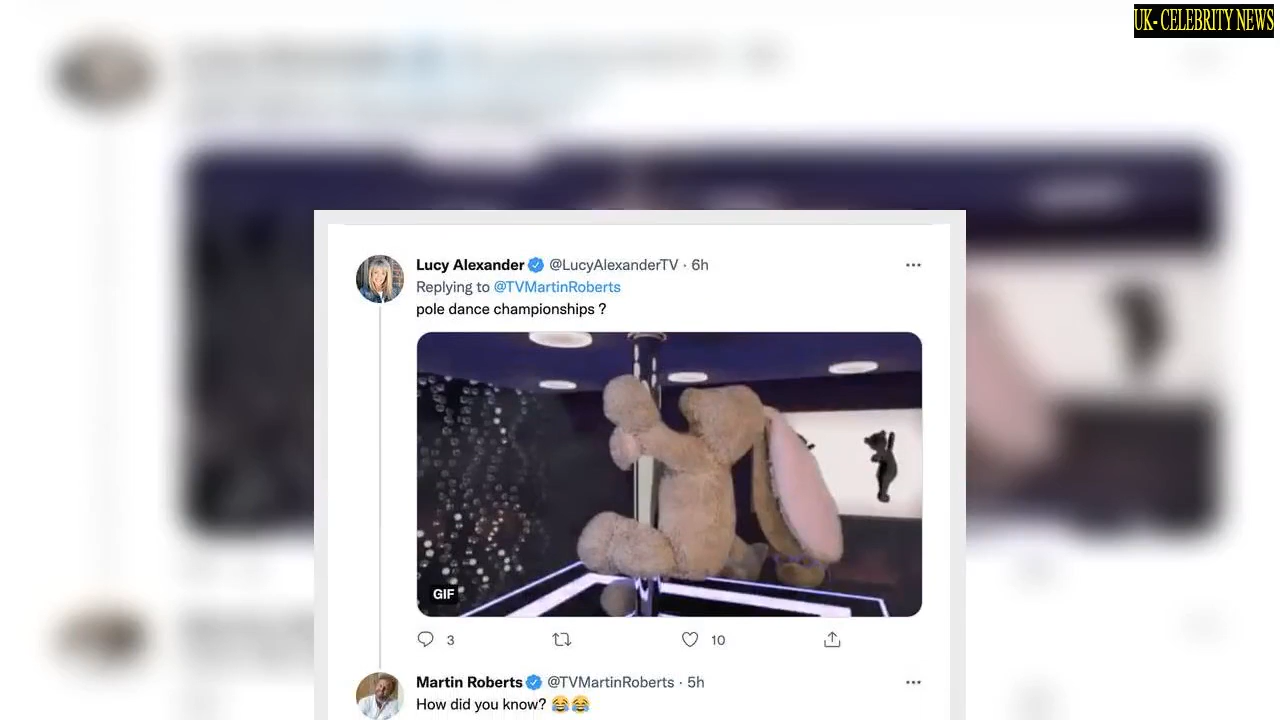 UK- CELEBRITY NEWS
Lucy Alexander @LucyAlexanderTV · 6h
Replying to @TVMartinRoberts
pole dance championships ?
GIF
3 10
Martin Roberts @TVMartinRoberts · 5h
How did you know? 😂😂